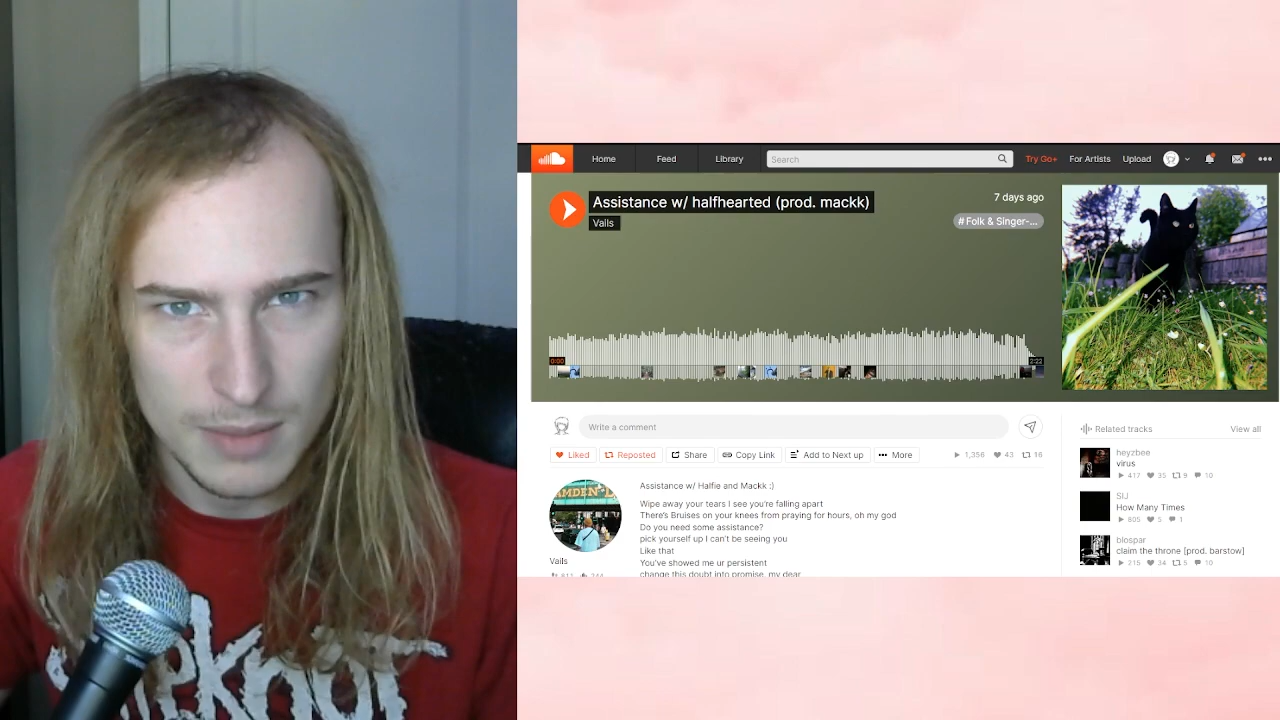 SLIPKNOT
Home
Feed
Library
Search
Try Go+
For Artists
Upload
Assistance w/ halfhearted (prod. mackk)
Vails
7 days ago
# Folk & Singer-...
0:00
2:22
Write a comment
Liked
Reposted
Share
Copy Link
Add to Next up
More
1,356
43
16
Assistance w/ Halfie and Mackk :)
Wipe away your tears I see you're falling apart
There's Bruises on your knees from praying for hours, oh my god
Do you need some assistance?
pick yourself up I can't be seeing you
Like that
You've showed me ur persistent
change this doubt into promise, my dear
Vails
Related tracks
View all
heyzbee
virus
417
35
9
10
SIJ
How Many Times
805
5
1
blospar
claim the throne [prod. barstow]
215
34
5
10